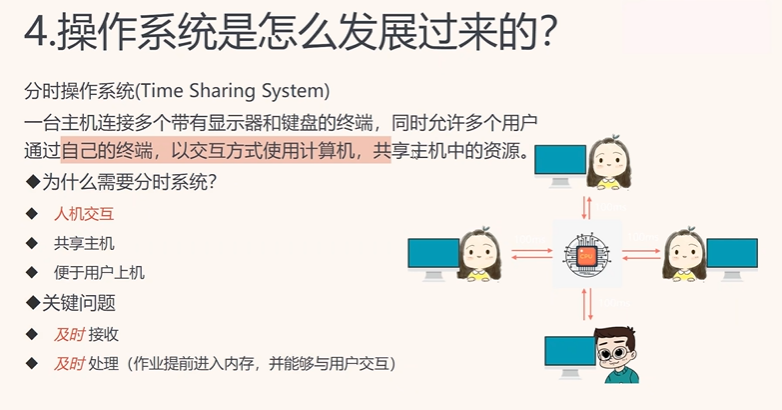 4.操作系统是怎么发展过来的？
分时操作系统(Time Sharing System)
一台主机连接多个带有显示器和键盘的终端，同时允许多个用户
通过自己的终端，以交互方式使用计算机，共享主机中的资源。
◆为什么需要分时系统？
◆ 人机交互
◆ 共享主机
◆ 便于用户上机
◆关键问题
◆ 及时 接收
◆ 及时 处理（作业提前进入内存，并能够与用户交互）
CPU